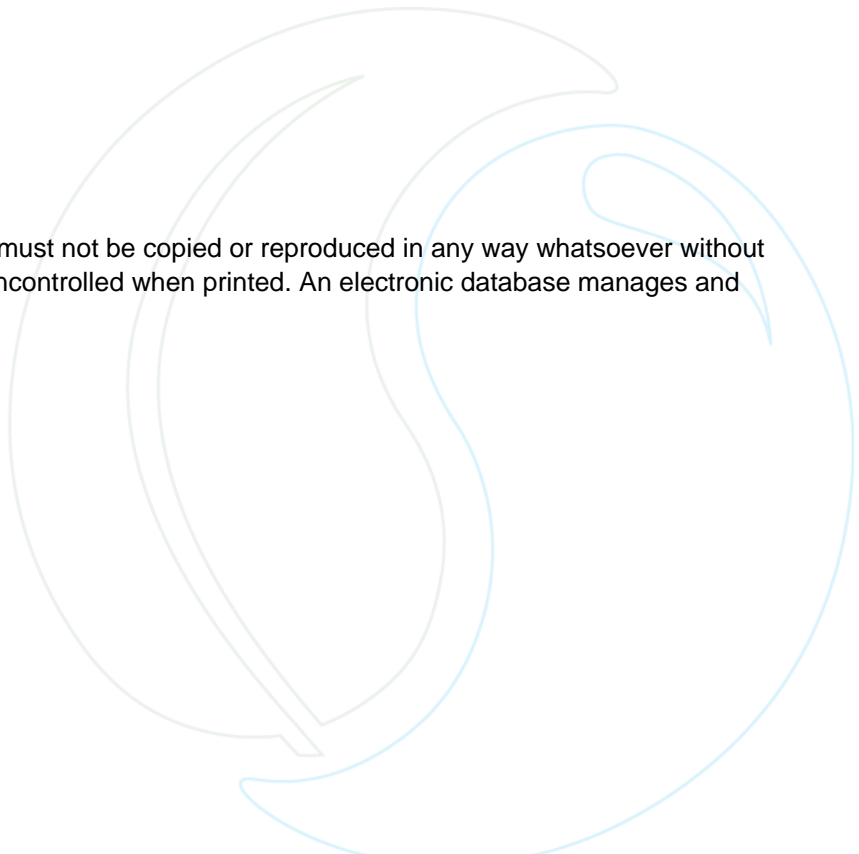 must not be copied or reproduced in any way whatsoever without
ncontrolled when printed. An electronic database manages and